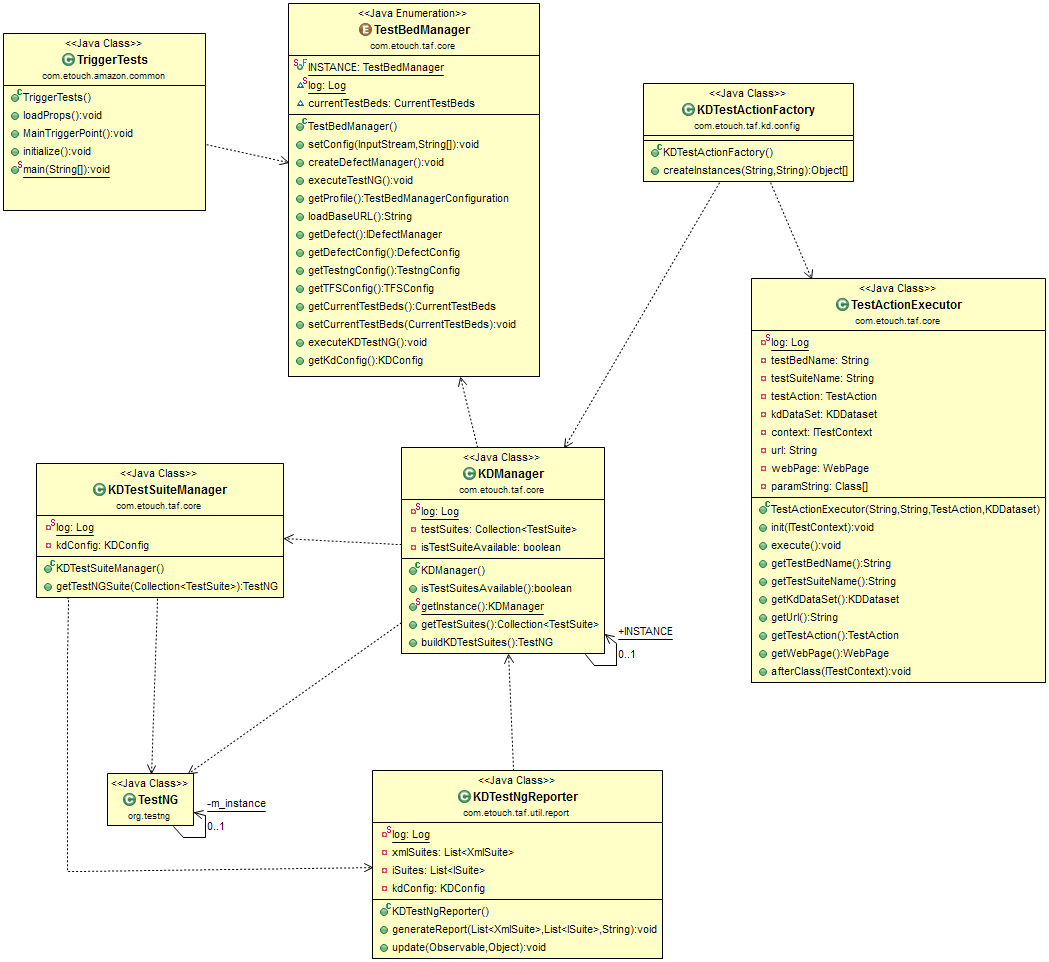 <<Java Class>>
TriggerTests
com.etouch.amazon.common
TriggerTests()
loadProps():void
MainTriggerPoint():void
initialize():void
main(String[]):void
<<Java Enumeration>>
TestBedManager
com.etouch.taf.core
INSTANCE: TestBedManager
log: Log
currentTestBeds: CurrentTestBeds
TestBedManager()
setConfig(InputStream,String[]):void
createDefectManager():void
executeTestNG():void
getProfile():TestBedManagerConfiguration
loadBaseURL():String
getDefect():IDefectManager
getDefectConfig():DefectConfig
getTestngConfig():TestngConfig
getTFSConfig():TFSConfig
getCurrentTestBeds():CurrentTestBeds
setCurrentTestBeds(CurrentTestBeds):void
executeKDTestNG():void
getKdConfig():KDConfig
<<Java Class>>
KDTestActionFactory
com.etouch.taf.kd.config
KDTestActionFactory()
createInstances(String,String):Object[]
<<Java Class>>
TestActionExecutor
com.etouch.taf.core
log: Log
testBedName: String
testSuiteName: String
testAction: TestAction
kdDataSet: KDDataset
context: ITestContext
url: String
webPage: WebPage
paramString: Class[]
TestActionExecutor(String,String,TestAction,KDDataset)
init(ITestContext):void
execute():void
getTestBedName():String
getTestSuiteName():String
getKdDataSet():KDDataset
getUrl():String
getTestAction():TestAction
getWebPage():WebPage
afterClass(ITestContext):void
<<Java Class>>
KDTestSuiteManager
com.etouch.taf.core
log: Log
kdConfig: KDConfig
KDTestSuiteManager()
getTestNGSuite(Collection<TestSuite>):TestNG
<<Java Class>>
KDManager
com.etouch.taf.core
log: Log
testSuites: Collection<TestSuite>
isTestSuiteAvailable: boolean
KDManager()
isTestSuitesAvailable():boolean
getInstance():KDManager
getTestSuites():Collection<TestSuite>
buildKDTestSuites():TestNG
+INSTANCE
0..1
<<Java Class>>
TestNG
org.testng
-m_instance
0..1
<<Java Class>>
KDTestNgReporter
com.etouch.taf.util.report
log: Log
xmlSuites: List<XmlSuite>
iSuites: List<ISuite>
kdConfig: KDConfig
KDTestNgReporter()
generateReport(List<XmlSuite>,List<ISuite>,String):void
update(Observable,Object):void